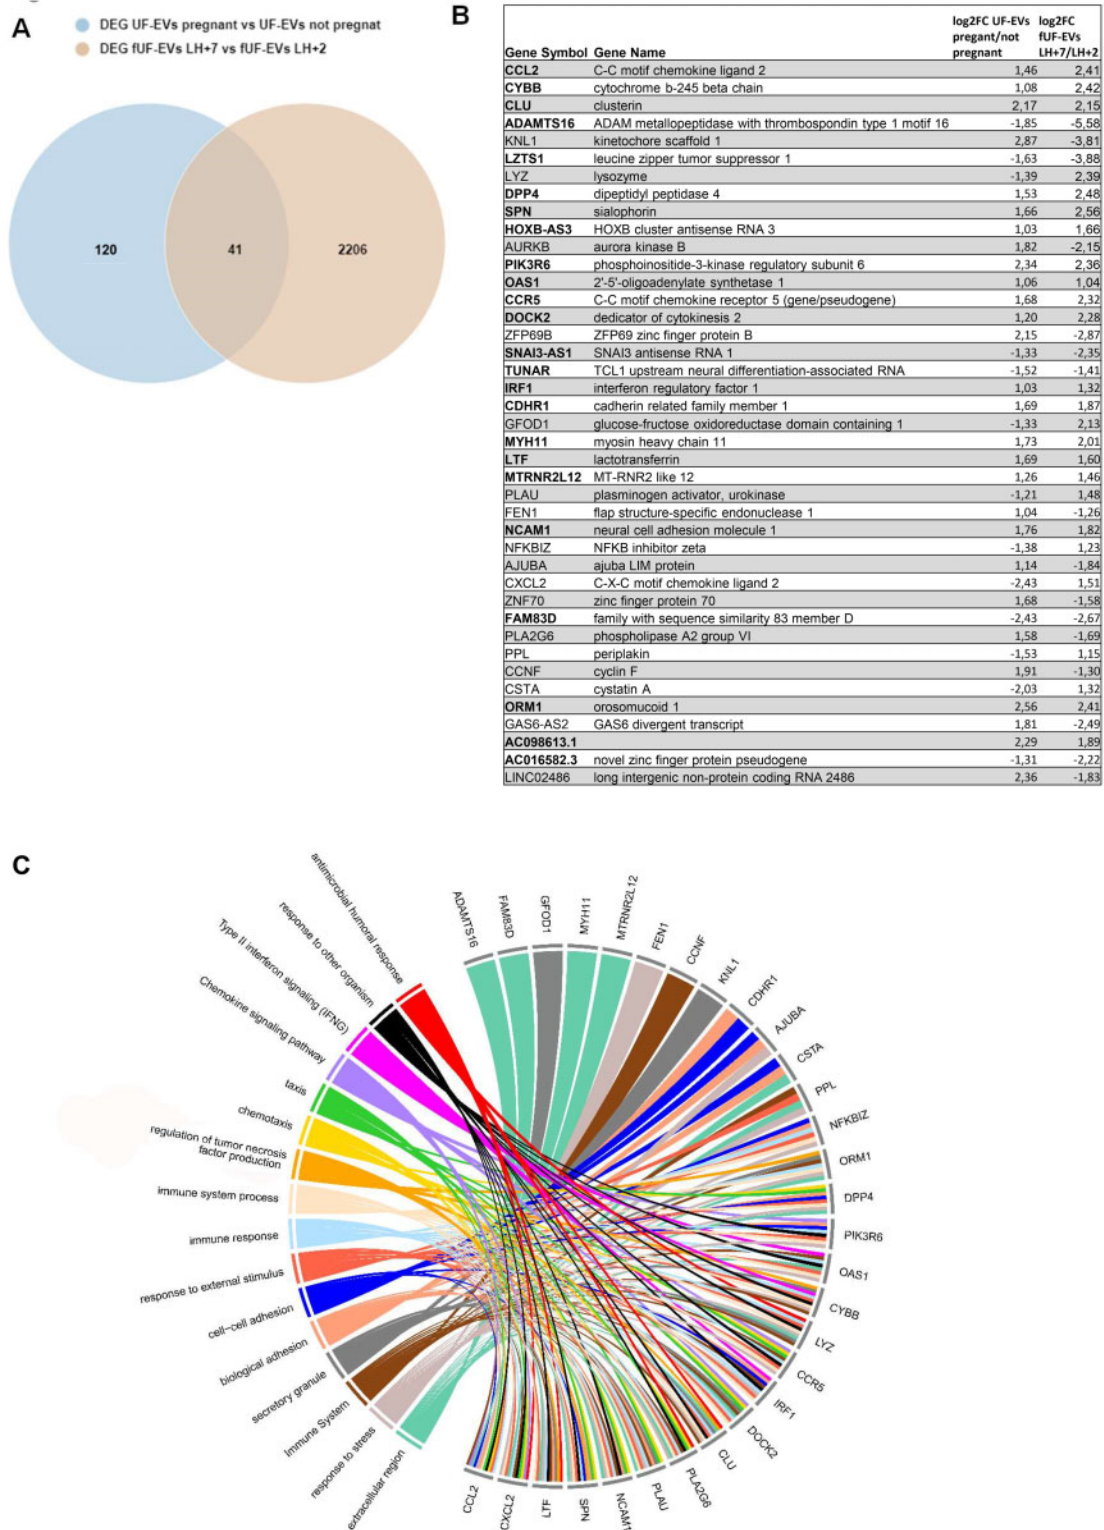 A
DEG UF-EVs pregnant vs UF-EVs not pregnat
DEG fUF-EVs LH+7 vs fUF-EVs LH+2
120
41
2206
B
Gene Symbol Gene Name log2FC UF-EVs pregant/not pregnant log2FC fUF-EVs LH+7/LH+2
CCL2 C-C motif chemokine ligand 2 1,46 2,41
CYBB cytochrome b-245 beta chain 1,08 2,42
CLU clusterin 2,17 2,15
ADAMTS16 ADAM metallopeptidase with thrombospondin type 1 motif 16 -1,85 -5,58
KNL1 kinetochore scaffold 1 2,87 -3,81
LZTS1 leucine zipper tumor suppressor 1 -1,63 -3,88
LYZ lysozyme -1,39 2,39
DPP4 dipeptidyl peptidase 4 1,53 2,48
SPN sialophorin 1,66 2,56
HOXB-AS3 HOXB cluster antisense RNA 3 1,03 1,66
AURKB aurora kinase B 1,82 -2,15
PIK3R6 phosphoinositide-3-kinase regulatory subunit 6 2,34 2,36
OAS1 2'-5'-oligoadenylate synthetase 1 1,06 1,04
CCR5 C-C motif chemokine receptor 5 (gene/pseudogene) 1,68 2,32
DOCK2 dedicator of cytokinesis 2 1,20 2,28
ZFP69B ZFP69 zinc finger protein B 2,15 -2,87
SNAI3-AS1 SNAI3 antisense RNA 1 -1,33 -2,35
TUNAR TCL1 upstream neural differentiation-associated RNA -1,52 -1,41
IRF1 interferon regulatory factor 1 1,03 1,32
CDHR1 cadherin related family member 1 1,69 1,87
GFOD1 glucose-fructose oxidoreductase domain containing 1 -1,33 2,13
MYH11 myosin heavy chain 11 1,73 2,01
LTF lactotransferrin 1,69 1,60
MTRNR2L12 MT-RNR2 like 12 1,26 1,46
PLAU plasminogen activator, urokinase -1,21 1,48
FEN1 flap structure-specific endonuclease 1 1,04 -1,26
NCAM1 neural cell adhesion molecule 1 1,76 1,82
NFKBIZ NFKB inhibitor zeta -1,38 1,23
AJUBA ajuba LIM protein 1,14 -1,84
CXCL2 C-X-C motif chemokine ligand 2 -2,43 1,51
ZNF70 zinc finger protein 70 1,68 -1,58
FAM83D family with sequence similarity 83 member D -2,43 -2,67
PLA2G6 phospholipase A2 group VI 1,58 -1,69
PPL periplakin -1,53 1,15
CCNF cyclin F 1,91 -1,30
CSTA cystatin A -2,03 1,32
ORM1 orosomucoid 1 2,56 2,41
GAS6-AS2 GAS6 divergent transcript 1,81 -2,49
AC098613.1 2,29 1,89
AC016582.3 novel zinc finger protein pseudogene -1,31 -2,22
LINC02486 long intergenic non-protein coding RNA 2486 2,36 -1,83
C
antimicrobial humoral response
response to other organism
Type II interferon signaling (IFNG)
Chemokine signaling pathway
taxis
chemotaxis
regulation of tumor necrosis
factor production
immune system process
immune response
response to external stimulus
cell-cell adhesion
biological adhesion
secretory granule
Immune System
response to stress
extracellular region
ADAMTS16
FAM83D
GFOD1
MYH11
MTRNR2L12
FEN1
CCNF
KNL1
CDHR1
AJUBA
CSTA
PPL
NFKBIZ
ORM1
DPP4
PIK3R6
OAS1
CYBB
LYZ
CCR5
IRF1
DOCK2
CLU
PLA2G6
PLAU
NCAM1
SPN
LTF
CXCL2
CCL2